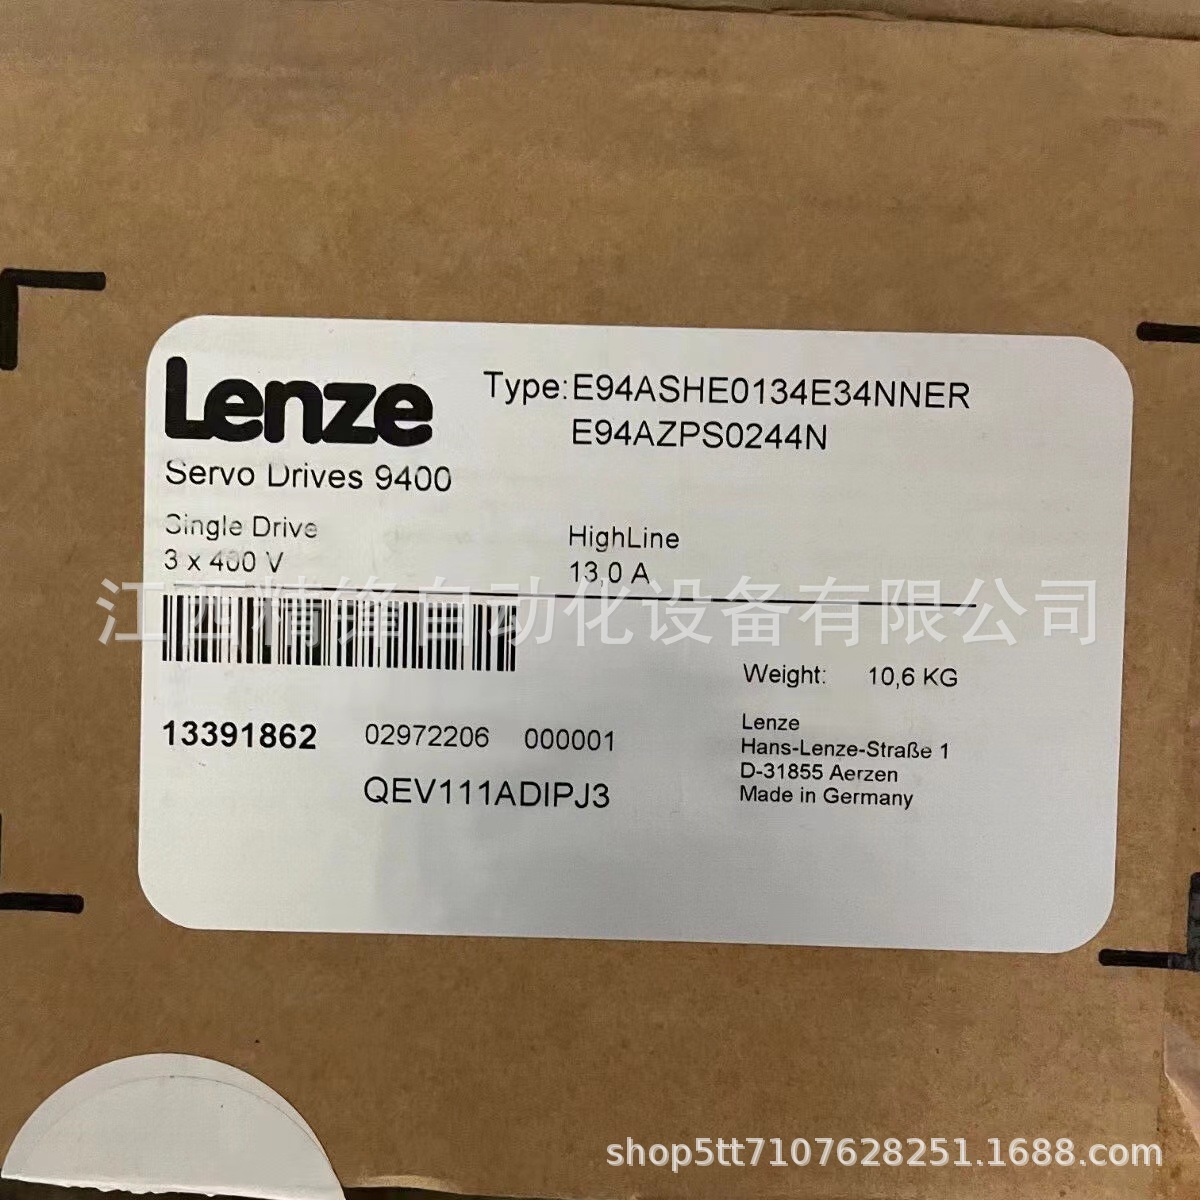 Lenze
Type:E94ASHE0134E34NNER
E94AZPS0244N
Servo Drives 9400
Single Drive
HighLine
3 x 400 V
13,0 A
江西精锋自动化设备有限公司
Weight: 10,6 KG
13391862 02972206 000001
QEV111ADIPJ3
Lenze
Hans-Lenze-Straße 1
D-31855 Aerzen
Made in Germany
shop5tt7107628251.1688.com